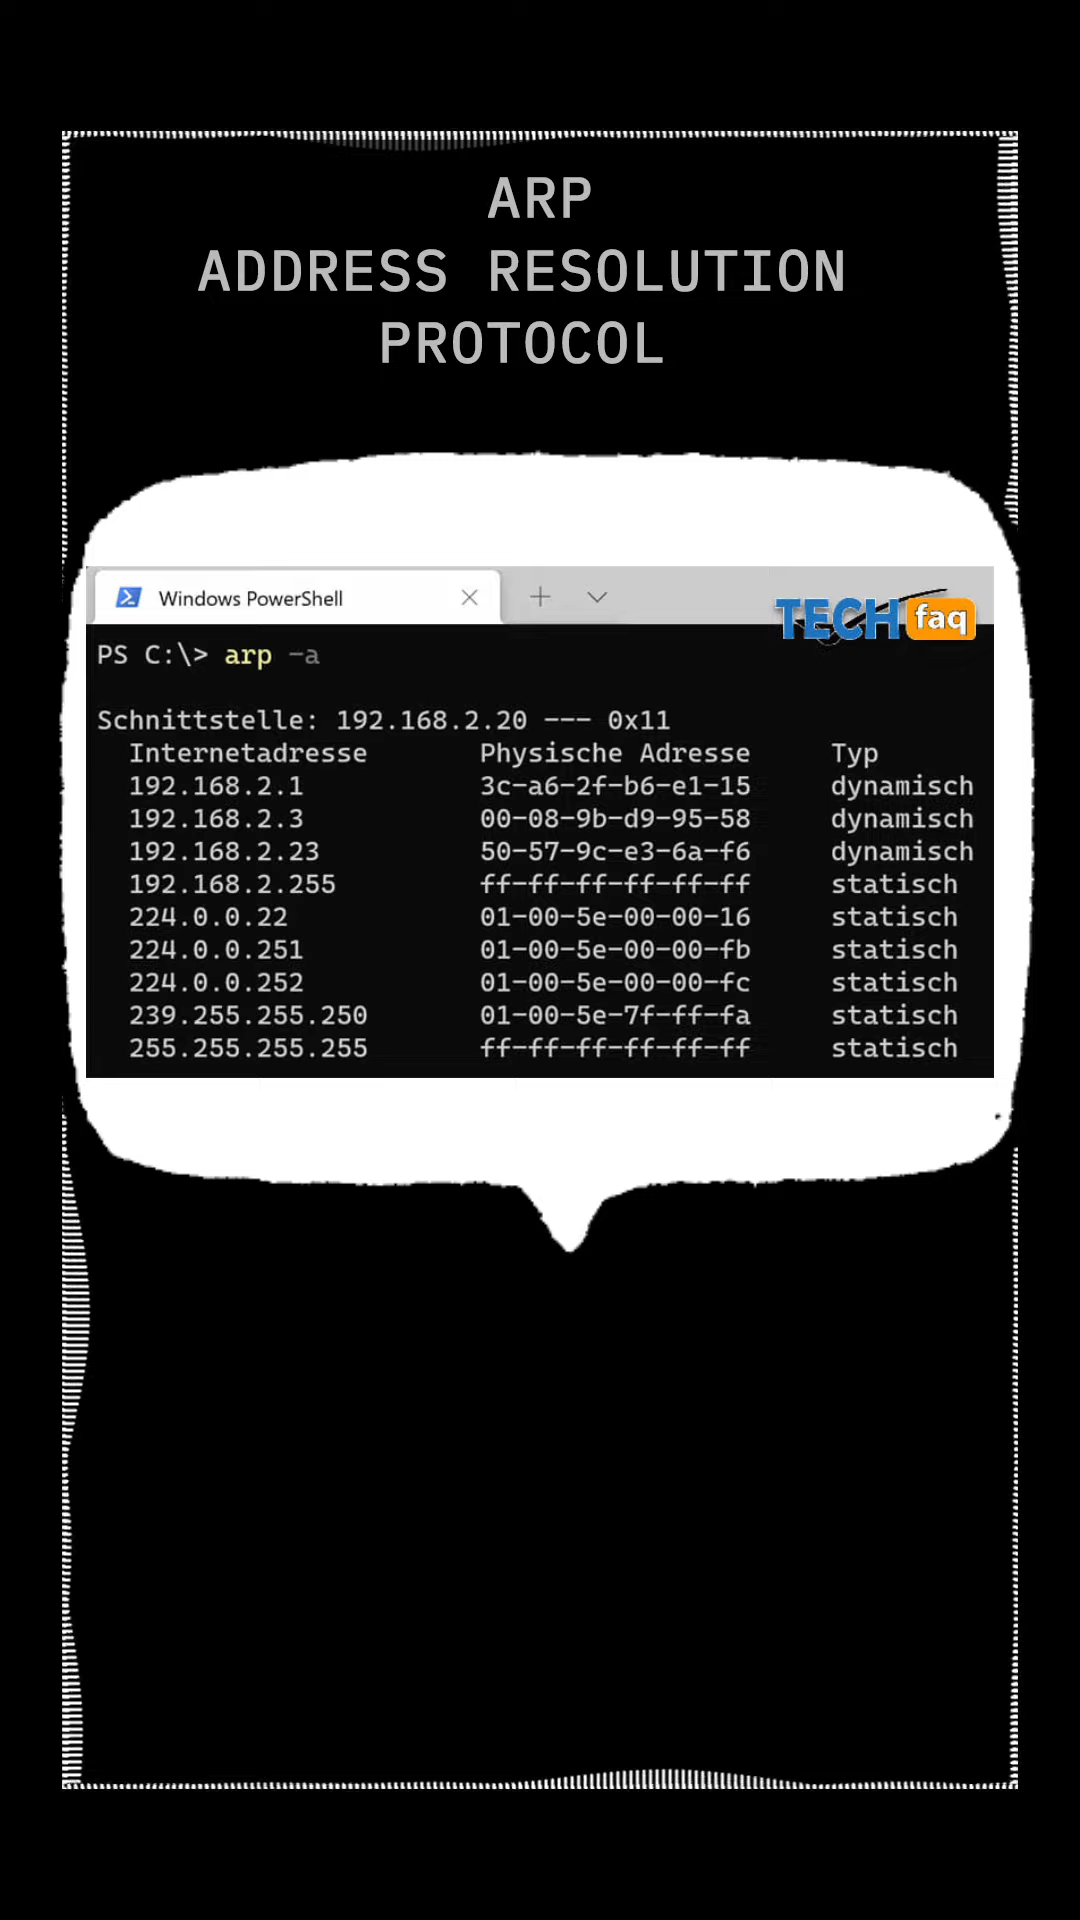 ARP
ADDRESS RESOLUTION
PROTOCOL
Windows PowerShell
TECH faq
PS C:\> arp -a
Schnittstelle: 192.168.2.20 --- 0x11
Internetadresse Physische Adresse Typ
192.168.2.1 3c-a6-2f-b6-e1-15 dynamisch
192.168.2.3 00-08-9b-d9-95-58 dynamisch
192.168.2.23 50-57-9c-e3-6a-f6 dynamisch
192.168.2.255 ff-ff-ff-ff-ff-ff statisch
224.0.0.22 01-00-5e-00-00-16 statisch
224.0.0.251 01-00-5e-00-00-fb statisch
224.0.0.252 01-00-5e-00-00-fc statisch
239.255.255.250 01-00-5e-7f-ff-fa statisch
255.255.255.255 ff-ff-ff-ff-ff-ff statisch